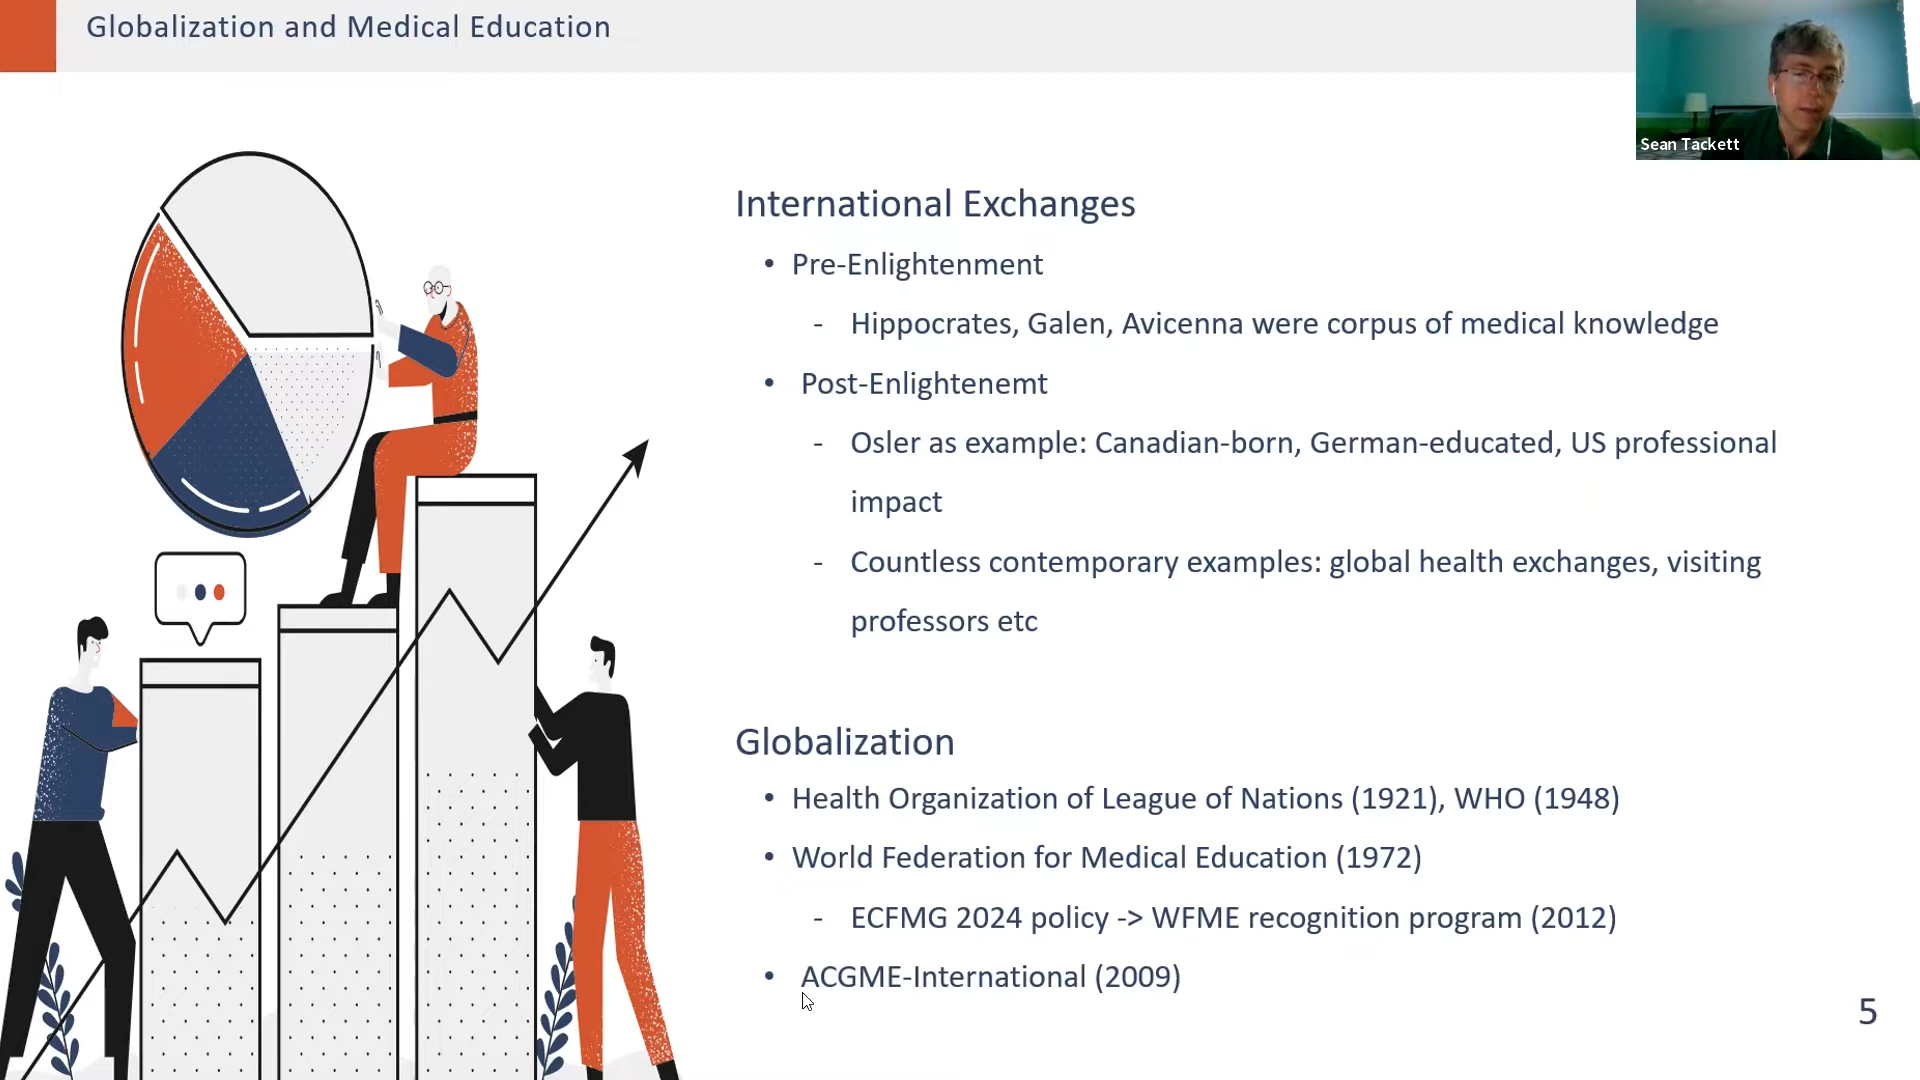 Globalization and Medical Education
Sean Tackett
International Exchanges
• Pre-Enlightenment
- Hippocrates, Galen, Avicenna were corpus of medical knowledge
• Post-Enlightenemt
- Osler as example: Canadian-born, German-educated, US professional
impact
- Countless contemporary examples: global health exchanges, visiting
professors etc
Globalization
• Health Organization of League of Nations (1921), WHO (1948)
• World Federation for Medical Education (1972)
- ECFMG 2024 policy -> WFME recognition program (2012)
• ACGME-International (2009)
5